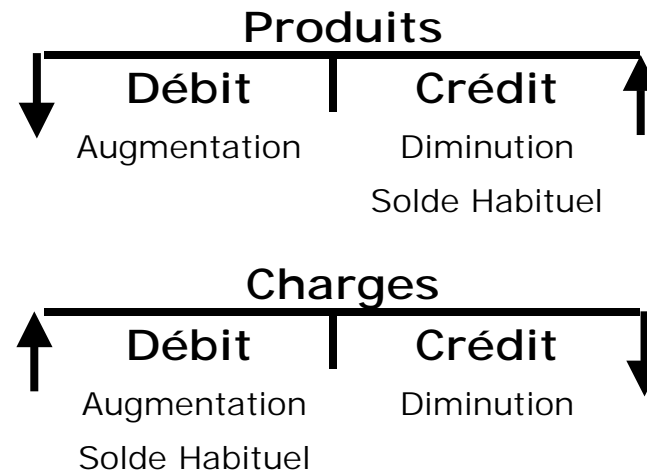 Produits
Débit Crédit
Augmentation Diminution
Solde Habituel
Charges
Débit Crédit
Augmentation Diminution
Solde Habituel